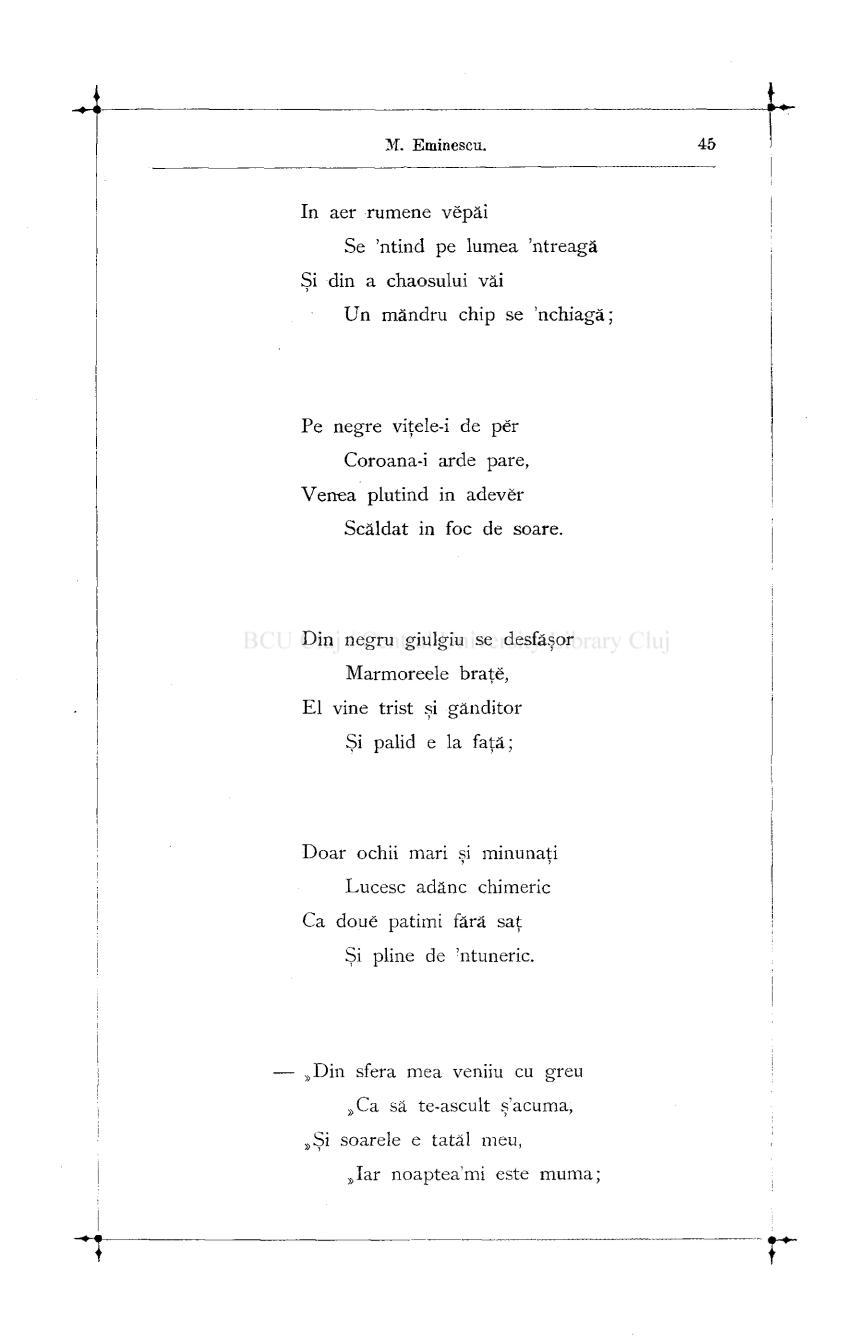 M. Eminescu. 45
In aer rumene vĕpăi
Se 'ntind pe lumea 'ntreagă
Și din a chaosului văi
Un măndru chip se 'nchiagă;
Pe negre vițele-i de pĕr
Coroana-i arde pare,
Venea plutind in adevĕr
Scăldat in foc de soare.
Din negru giulgiu se desfășor
BCU Cluj / Central University Library Cluj
Marmoreele brațĕ,
El vine trist și gănditor
Și palid e la față;
Doar ochii mari și minunați
Lucesc adănc chimeric
Ca douĕ patimi fără saț
Și pline de 'ntuneric.
— „Din sfera mea veniiu cu greu
„Ca să te-ascult ș'acuma,
„Și soarele e tatăl meu,
„Iar noaptea'mi este muma;